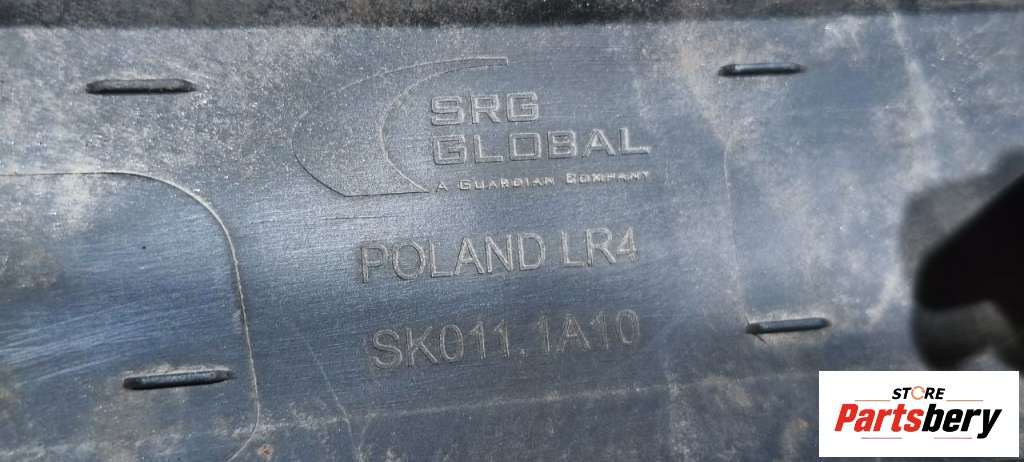 SRG
GLOBAL
A GUARDIAN COMPANY
POLAND LR4
SK011.1A10
STORE
Partsbery